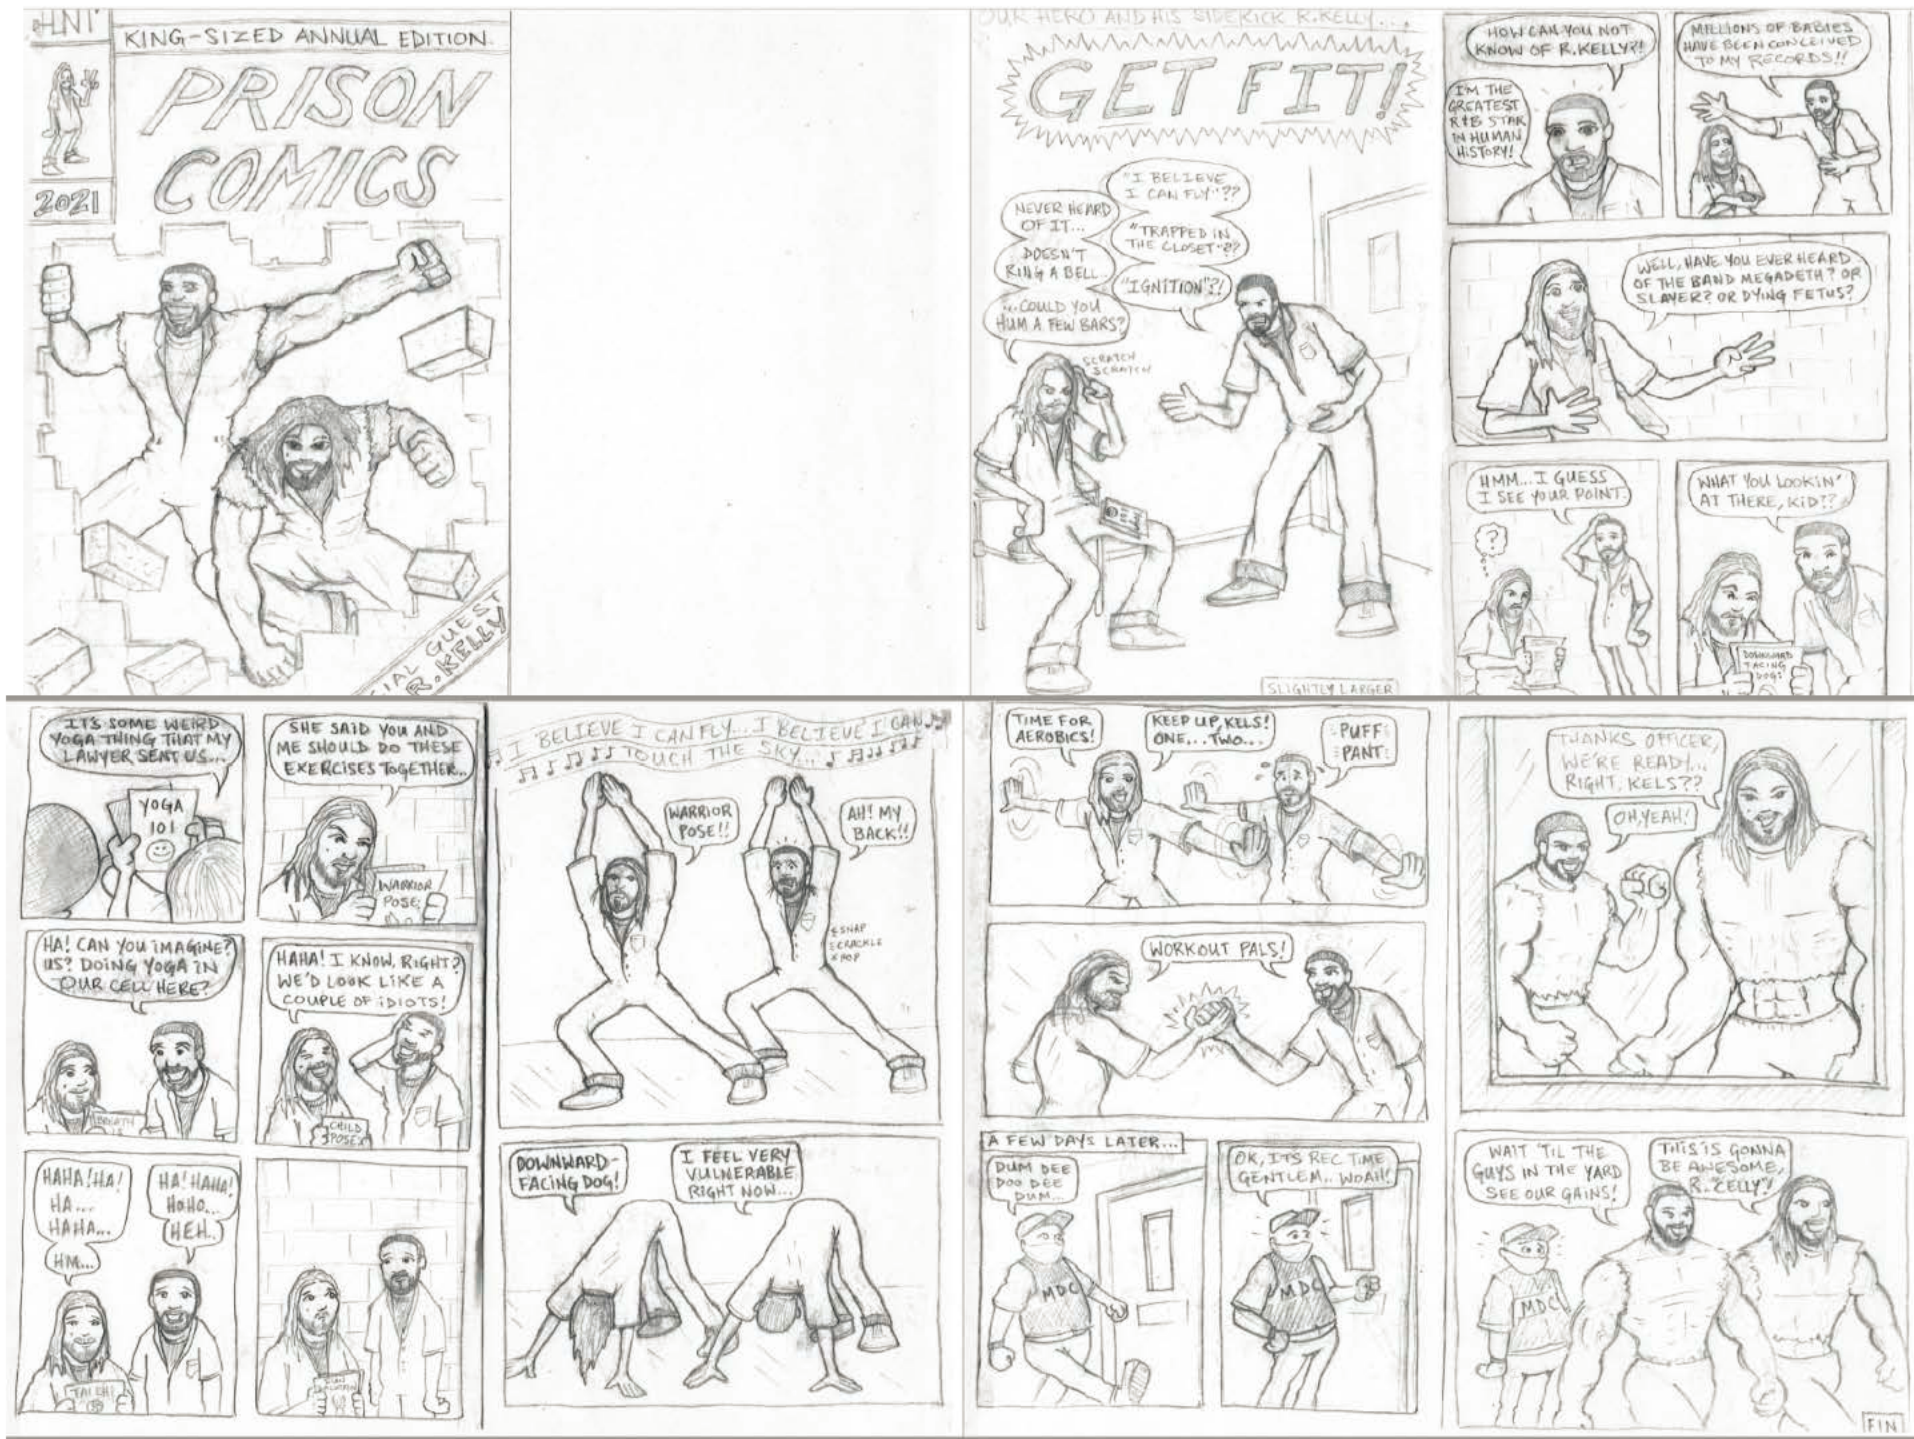 HNT
KING-SIZED ANNUAL EDITION.
PRISON
COMICS
2021
CIAL GUEST
R. KELLY
OUR HERO AND HIS SIDEKICK R.KELLY...
GET FIT!
"I BELIEVE
I CAN FLY"??
NEVER HEARD
OF IT...
"TRAPPED IN
THE CLOSET"??
DOESN'T
RING A BELL..
"IGNITION"?!
...COULD YOU
HUM A FEW BARS?
SCRATCH
SCRATCH
SLIGHTLY LARGER
HOW CAN YOU NOT
KNOW OF R.KELLY?!
I'M THE
GREATEST
R&B STAR
IN HUMAN
HISTORY!
MILLIONS OF BABIES
HAVE BEEN CONCEIVED
TO MY RECORDS!!
WELL, HAVE YOU EVER HEARD
OF THE BAND MEGADETH? OR
SLAYER? OR DYING FETUS?
HMM...I GUESS
I SEE YOUR POINT.
?
WHAT YOU LOOKIN'
AT THERE, KID??
DOWNWARD
FACING
DOG:
IT'S SOME WEIRD
YOGA THING THAT MY
LAWYER SENT US...
YOGA
101
SHE SAID YOU AND
ME SHOULD DO THESE
EXERCISES TOGETHER..
WARRIOR
POSE:
HA! CAN YOU IMAGINE?
US? DOING YOGA IN
OUR CELL HERE?
BREATH
HAHA! I KNOW, RIGHT?
WE'D LOOK LIKE A
COUPLE OF IDIOTS!
CHILD
POSE:
HAHA!HA!
HA...
HAHA...
HM...
HA! HAHA!
HOHO...
HEH..
TAI CHI
I BELIEVE I CAN FLY... I BELIEVE I CAN
TOUCH THE SKY...
WARRIOR
POSE!!
AH! MY
BACK!!
SNAP
CRACKLE
POP
DOWNWARD-
FACING DOG!
I FEEL VERY
VULNERABLE
RIGHT NOW...
TIME FOR
AEROBICS!
KEEP UP, KELS!
ONE...TWO...
PUFF
PANT
WORKOUT PALS!
A FEW DAYS LATER...
DUM DEE
DOO DEE
DUM...
MDC
OK, ITS REC TIME
GENTLEM.. WOAH!
MDC
THANKS OFFICER,
WE'RE READY...
RIGHT, KELS??
OH, YEAH!
WAIT 'TIL THE
GUYS IN THE YARD
SEE OUR GAINS!
THIS IS GONNA
BE AWESOME,
R. KELLY!
MDC
FIN